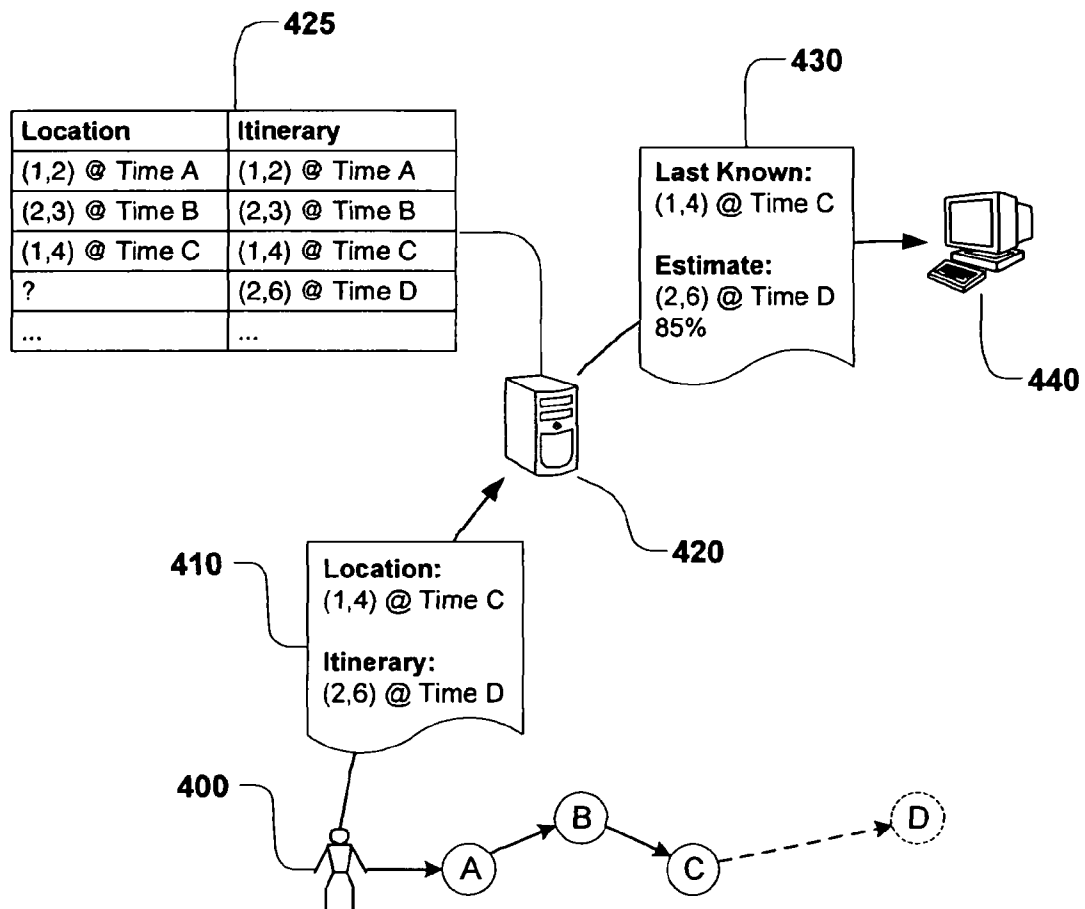 425
430
Location Itinerary
(1,2) @ Time A (1,2) @ Time A
(2,3) @ Time B (2,3) @ Time B
(1,4) @ Time C (1,4) @ Time C
? (2,6) @ Time D
... ...
Last Known:
(1,4) @ Time C
Estimate:
(2,6) @ Time D
85%
440
420
410
Location:
(1,4) @ Time C
Itinerary:
(2,6) @ Time D
400
A
B
C
D